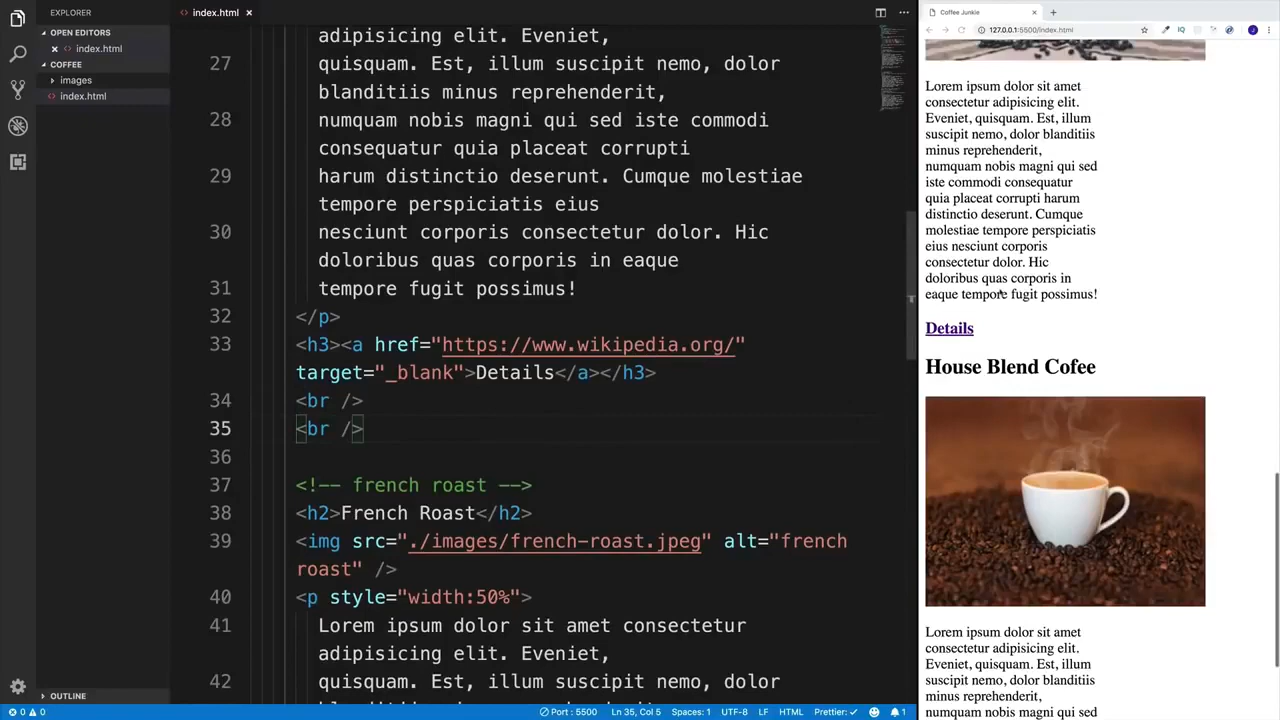 EXPLORER
OPEN EDITORS
index.html
COFFEE
images
index.html
OUTLINE
index.html
adipisicing elit. Eveniet,
27 quisquam. Est, illum suscipit nemo, dolor
blanditiis minus reprehenderit,
28 numquam nobis magni qui sed iste commodi
consequatur quia placeat corrupti
29 harum distinctio deserunt. Cumque molestiae
tempore perspiciatis eius
30 nesciunt corporis consectetur dolor. Hic
doloribus quas corporis in eaque
31 tempore fugit possimus!
32 </p>
33 <h3><a href="https://www.wikipedia.org/"
target="_blank">Details</a></h3>
34 <br />
35 <br />
36
37 <!-- french roast -->
38 <h2>French Roast</h2>
39 <img src="./images/french-roast.jpeg" alt="french
roast" />
40 <p style="width:50%">
41 Lorem ipsum dolor sit amet consectetur
adipisicing elit. Eveniet,
42 quisquam. Est, illum suscipit nemo, dolor
0 0
Port : 5500
Ln 35, Col 5
Spaces: 1
UTF-8
LF
HTML
Prettier: ✓
1
Coffee Junkie
127.0.0.1:5500/index.html
Lorem ipsum dolor sit amet
consectetur adipisicing elit.
Eveniet, quisquam. Est, illum
suscipit nemo, dolor blanditiis
minus reprehenderit,
numquam nobis magni qui sed
iste commodi consequatur
quia placeat corrupti harum
distinctio deserunt. Cumque
molestiae tempore perspiciatis
eius nesciunt corporis
consectetur dolor. Hic
doloribus quas corporis in
eaque tempore fugit possimus!
Details
House Blend Cofee
Lorem ipsum dolor sit amet
consectetur adipisicing elit.
Eveniet, quisquam. Est, illum
suscipit nemo, dolor blanditiis
minus reprehenderit,
numquam nobis magni qui sed